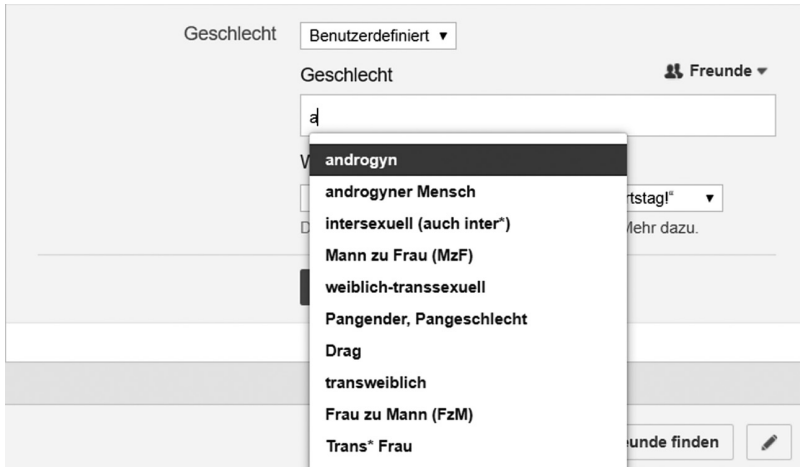 Geschlecht Benutzerdefiniert
Geschlecht Freunde
a
androgyn
androgyner Mensch
rtstag!"
intersexuell (auch inter*)
Mehr dazu.
Mann zu Frau (MzF)
weiblich-transsexuell
Pangender, Pangeschlecht
Drag
transweiblich
Frau zu Mann (FzM)
Trans* Frau
unde finden